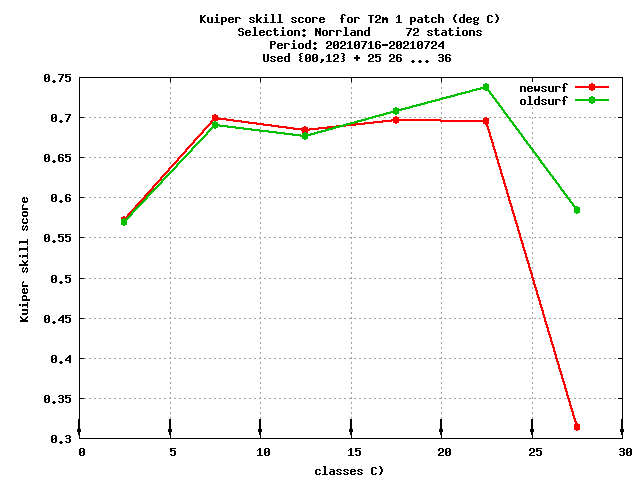 Kuiper skill score  for T2m 1 patch (deg C)
Selection: Norrland     72 stations
Period: 20210716-20210724
Used {00,12} + 25 26 ... 36
newsurf
oldsurf
Kuiper skill score
0.75
0.7
0.65
0.6
0.55
0.5
0.45
0.4
0.35
0.3
0 5 10 15 20 25 30
classes C)